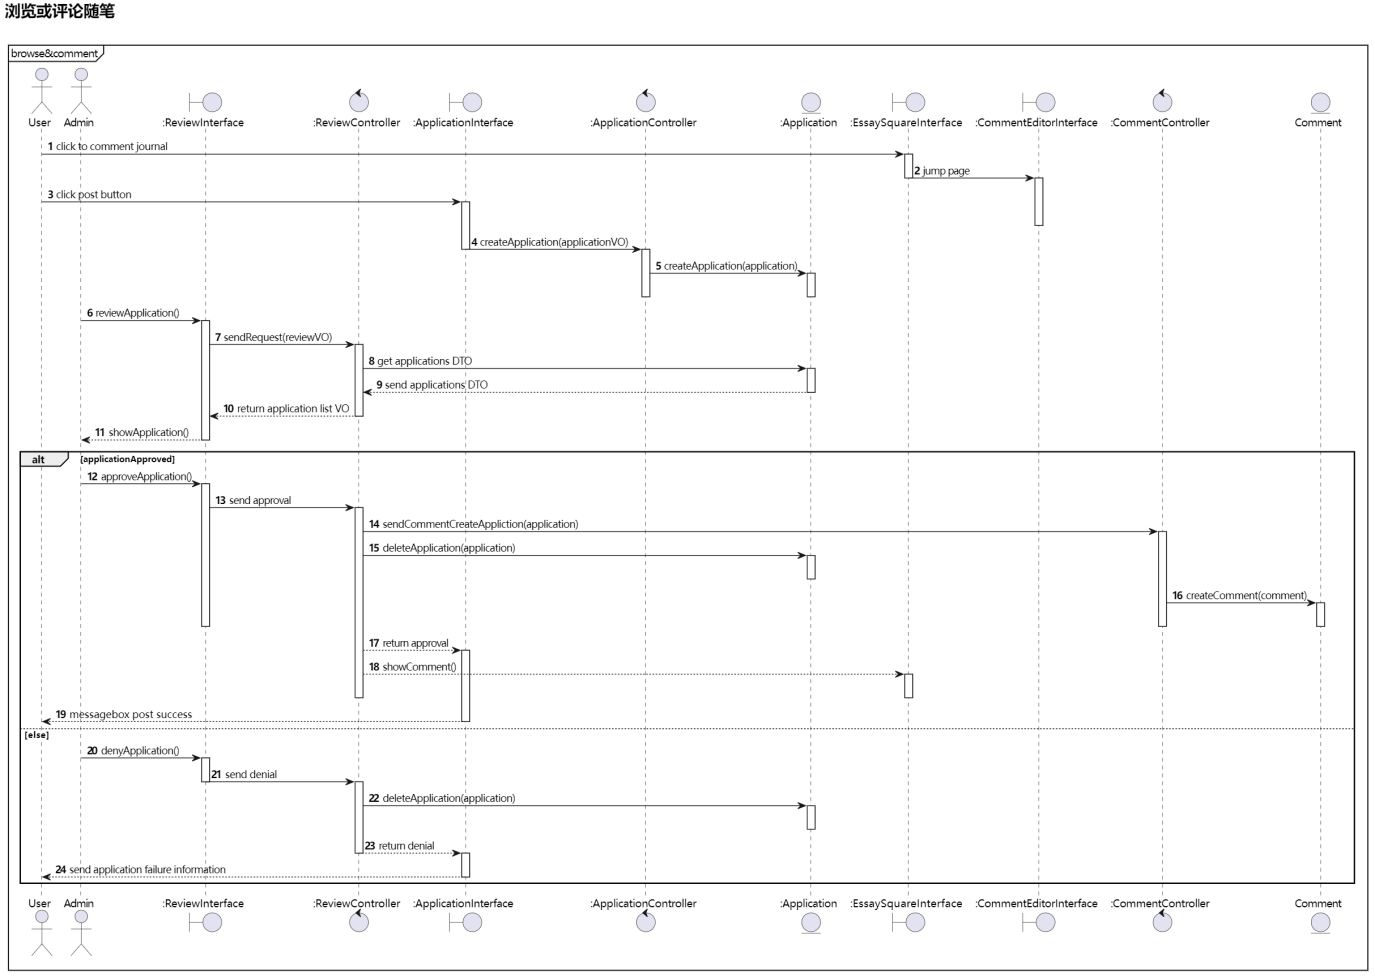 浏览或评论随笔
browse&comment
User Admin :ReviewInterface :ReviewController :ApplicationInterface :ApplicationController :Application :EssaySquareInterface :CommentEditorInterface :CommentController Comment
1 click to comment journal
2 jump page
3 click post button
4 createApplication(applicationVO)
5 createApplication(application)
6 reviewApplication()
7 sendRequest(reviewVO)
8 get applications DTO
9 send applications DTO
10 return application list VO
11 showApplication()
alt [applicationApproved]
12 approveApplication()
13 send approval
14 sendCommentCreateAppliction(application)
15 deleteApplication(application)
16 createComment(comment)
17 return approval
18 showComment()
19 messagebox post success
[else]
20 denyApplication()
21 send denial
22 deleteApplication(application)
23 return denial
24 send application failure information
User Admin :ReviewInterface :ReviewController :ApplicationInterface :ApplicationController :Application :EssaySquareInterface :CommentEditorInterface :CommentController Comment